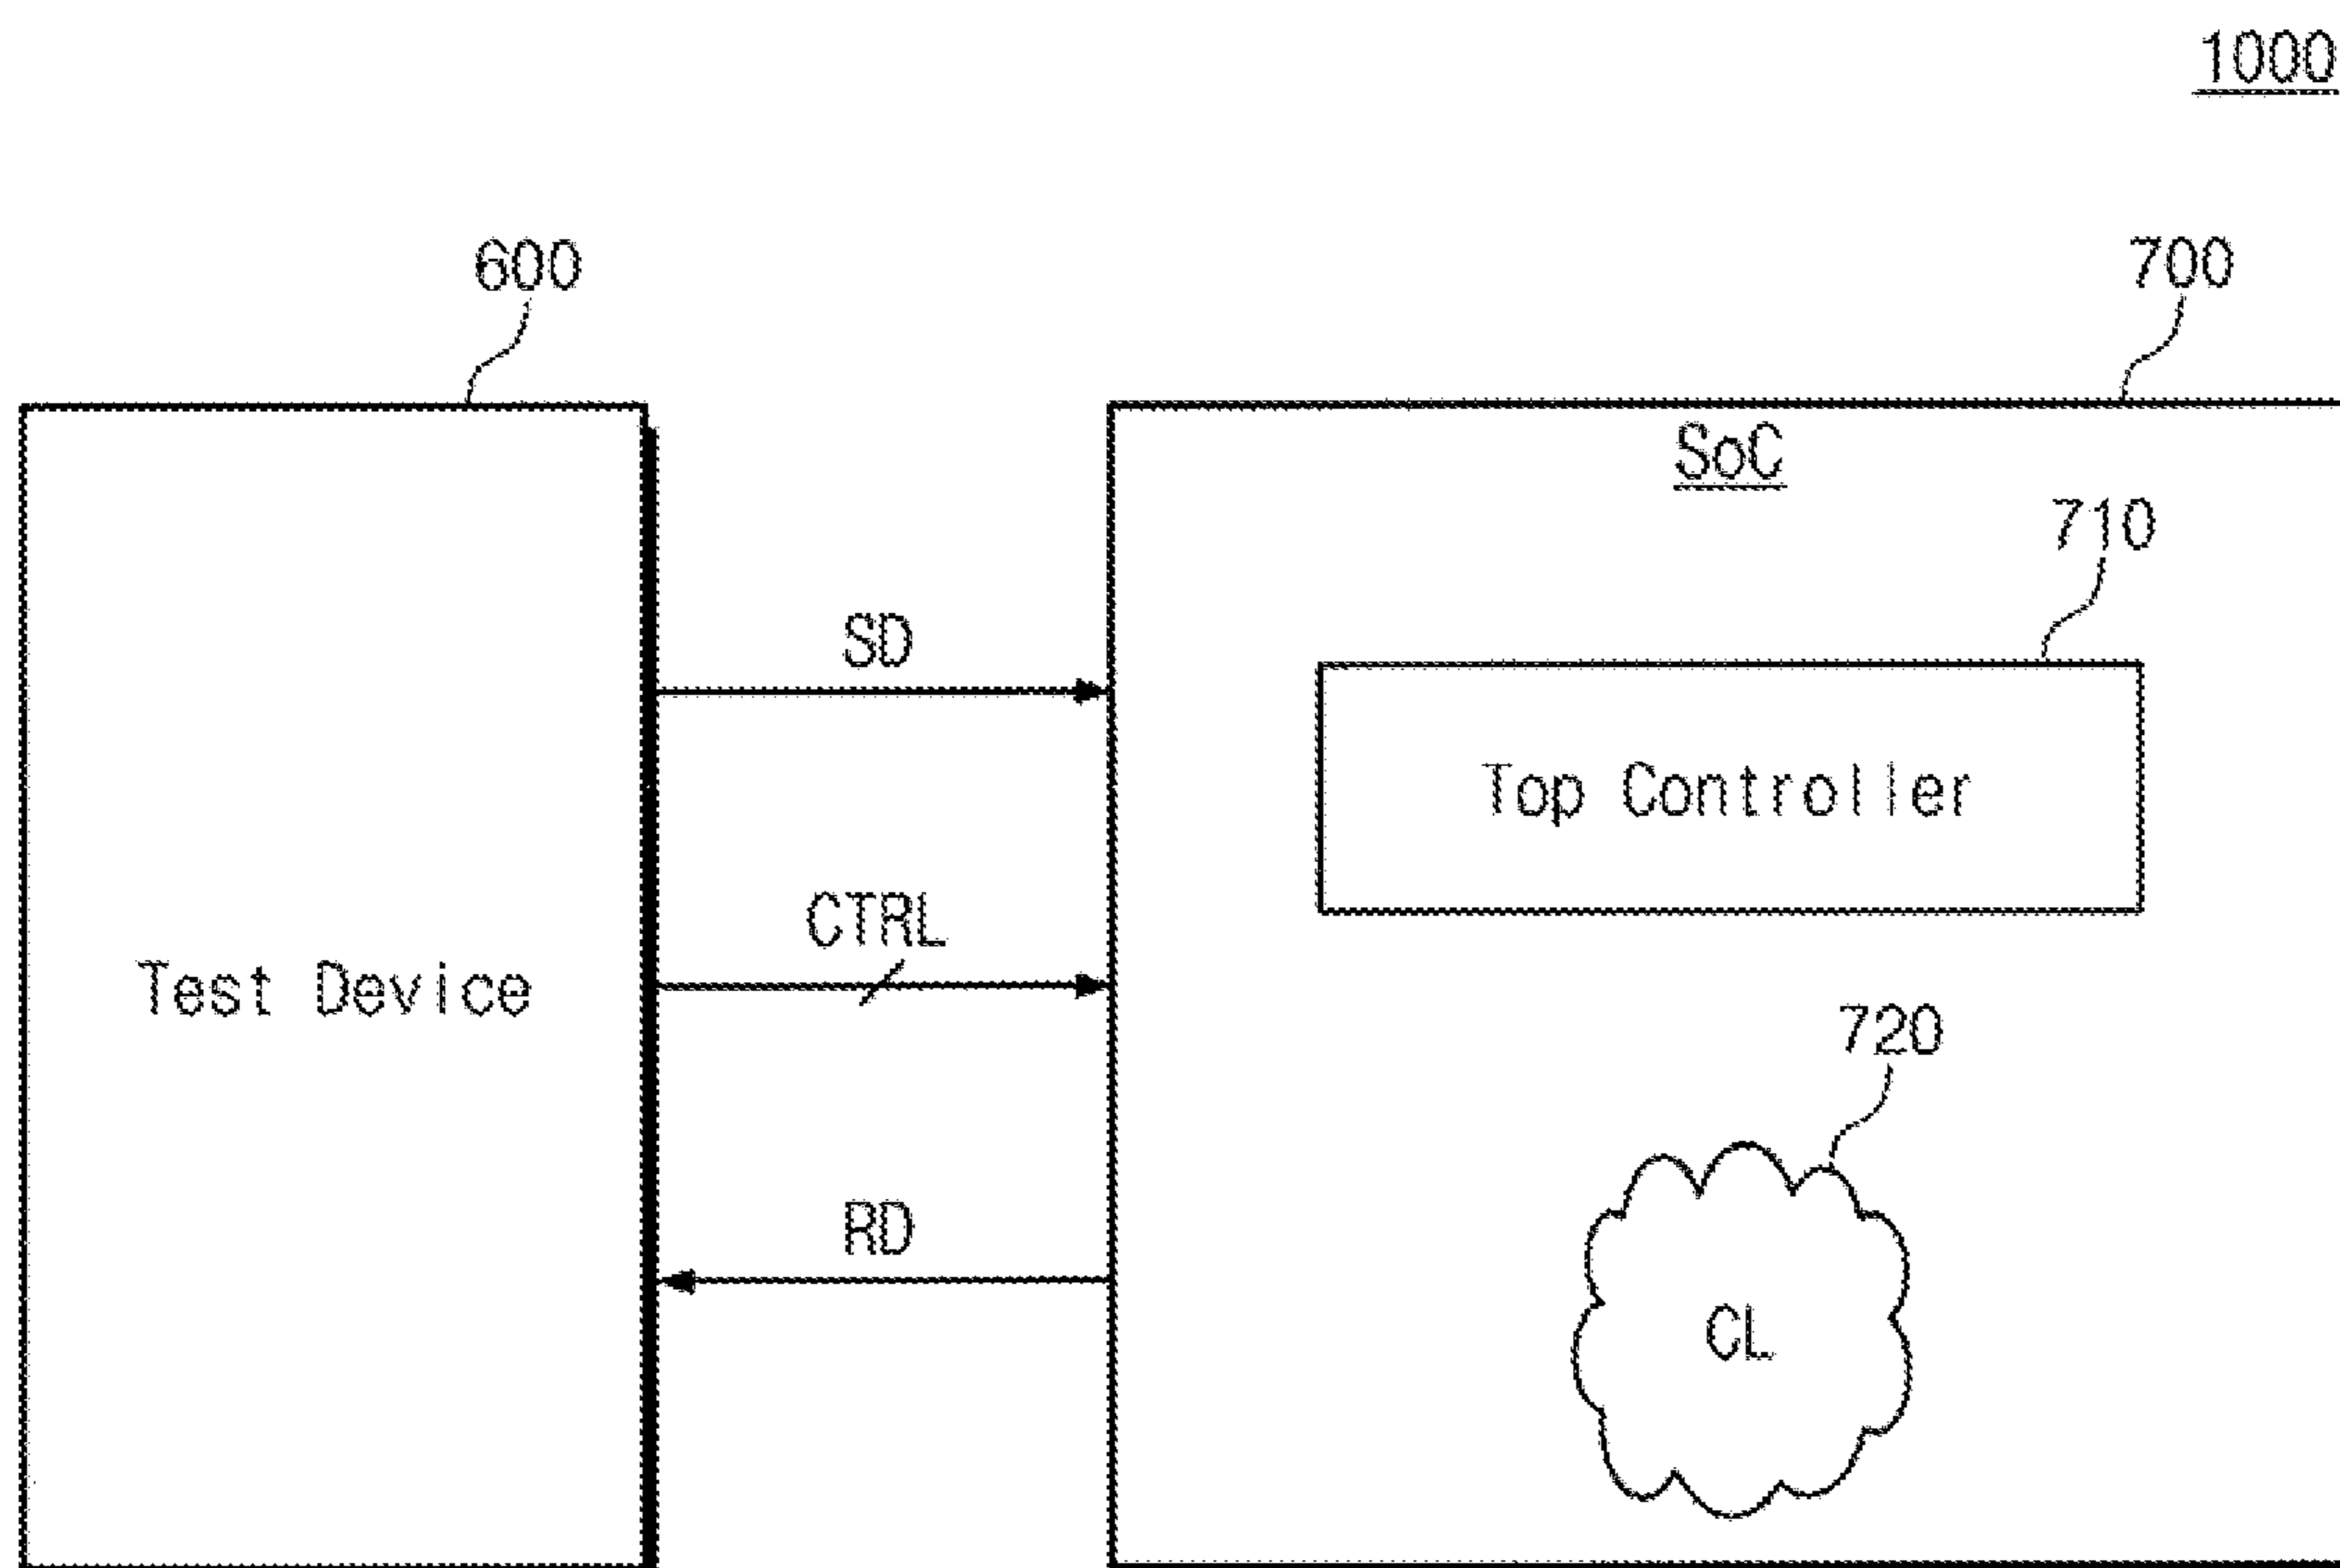 1000
600
700
SoC
710
SD
Top Controller
CTRL
Test Device
720
RD
CL